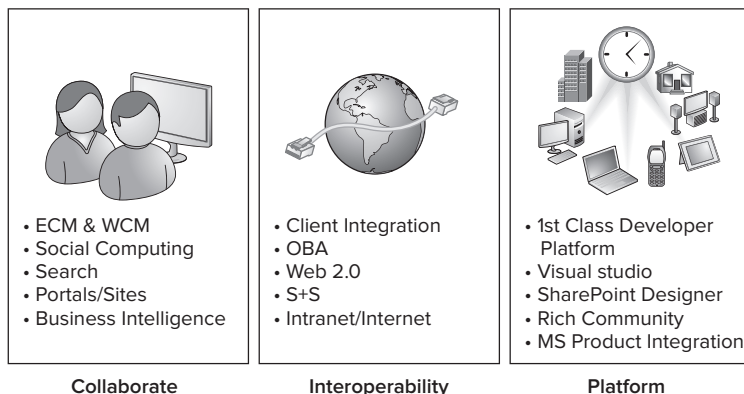 • ECM & WCM
• Social Computing
• Search
• Portals/Sites
• Business Intelligence
Collaborate
• Client Integration
• OBA
• Web 2.0
• S+S
• Intranet/Internet
Interoperability
• 1st Class Developer
Platform
• Visual studio
• SharePoint Designer
• Rich Community
• MS Product Integration
Platform